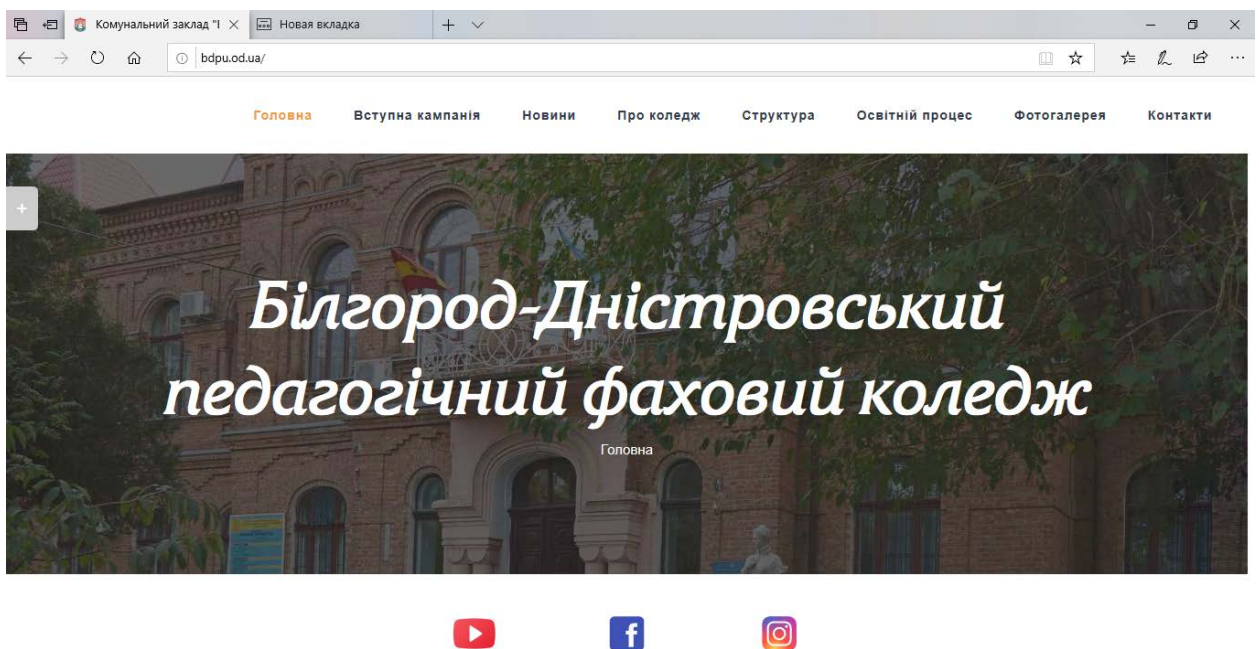 Комунальний заклад "І
Новая вкладка
bdpu.od.ua/
Головна Вступна кампанія Новини Про коледж Структура Освітній процес Фотогалерея Контакти
Білгород-Дністровський
педагогічний фаховий коледж
Головна